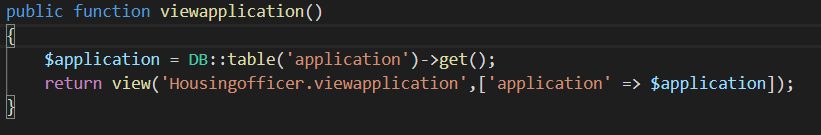 public function viewapplication()
{
$application = DB::table('application')->get();
return view('Housingofficer.viewapplication',['application' => $application]);
}